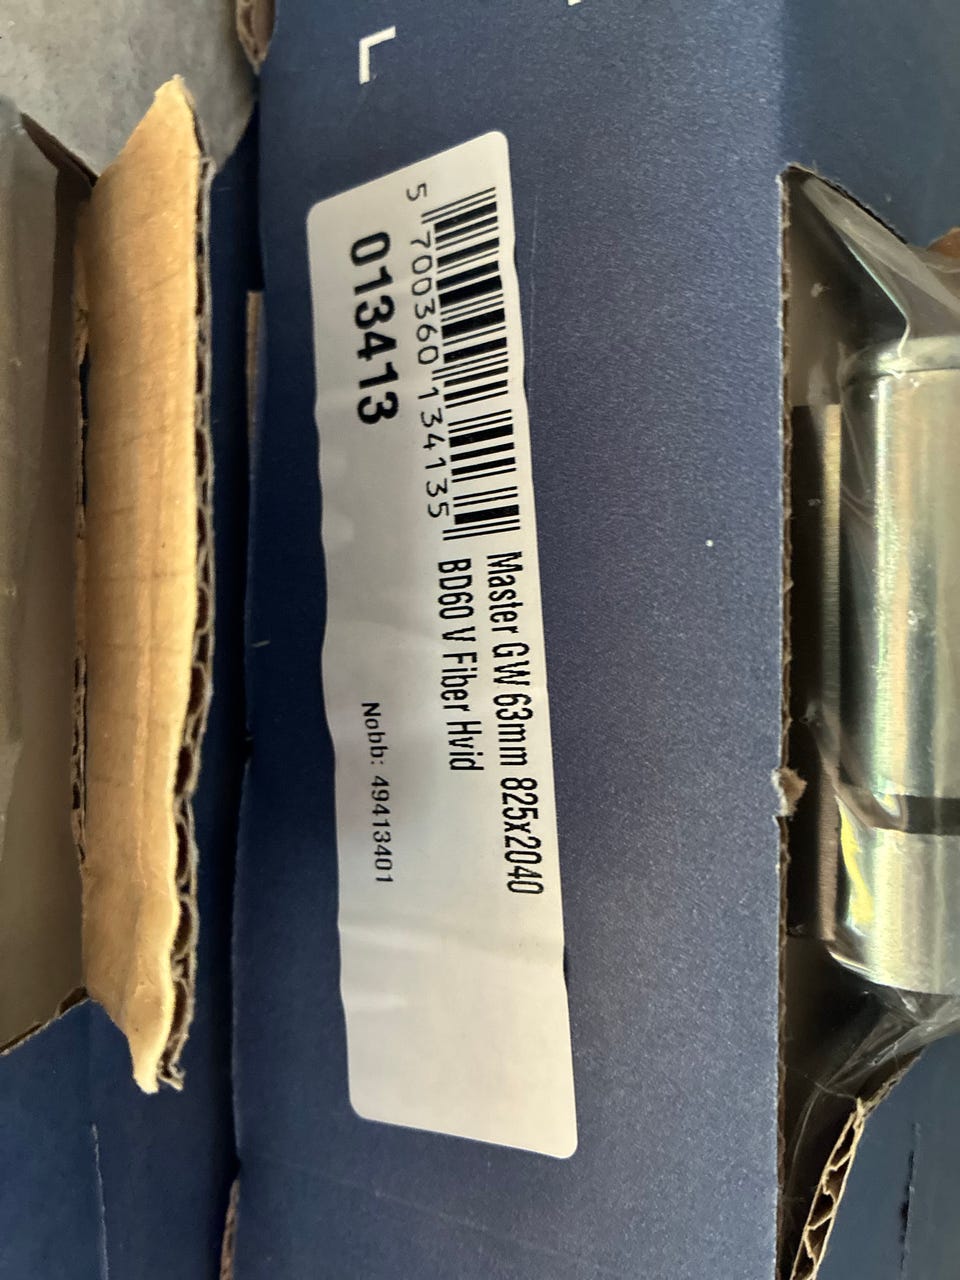 L
Master GW 63mm 825x2040
BD60 V Fiber Hvid
5 700360 134135
013413
Nobb: 49413401